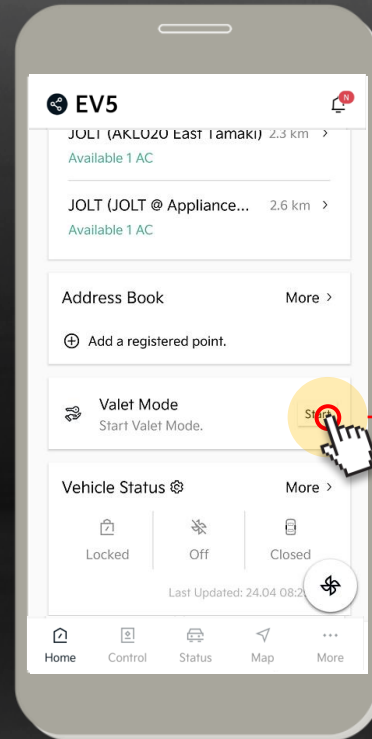 EV5
N
JOLT (AKL020 East Tamaki) 2.3 km >
Available 1 AC
JOLT (JOLT @ Appliance... 2.6 km >
Available 1 AC
Address Book More >
Add a registered point.
Valet Mode
Start Valet Mode.
Start
Vehicle Status More >
Locked Off Closed
Last Updated: 24.04 08:2
Home Control Status Map More